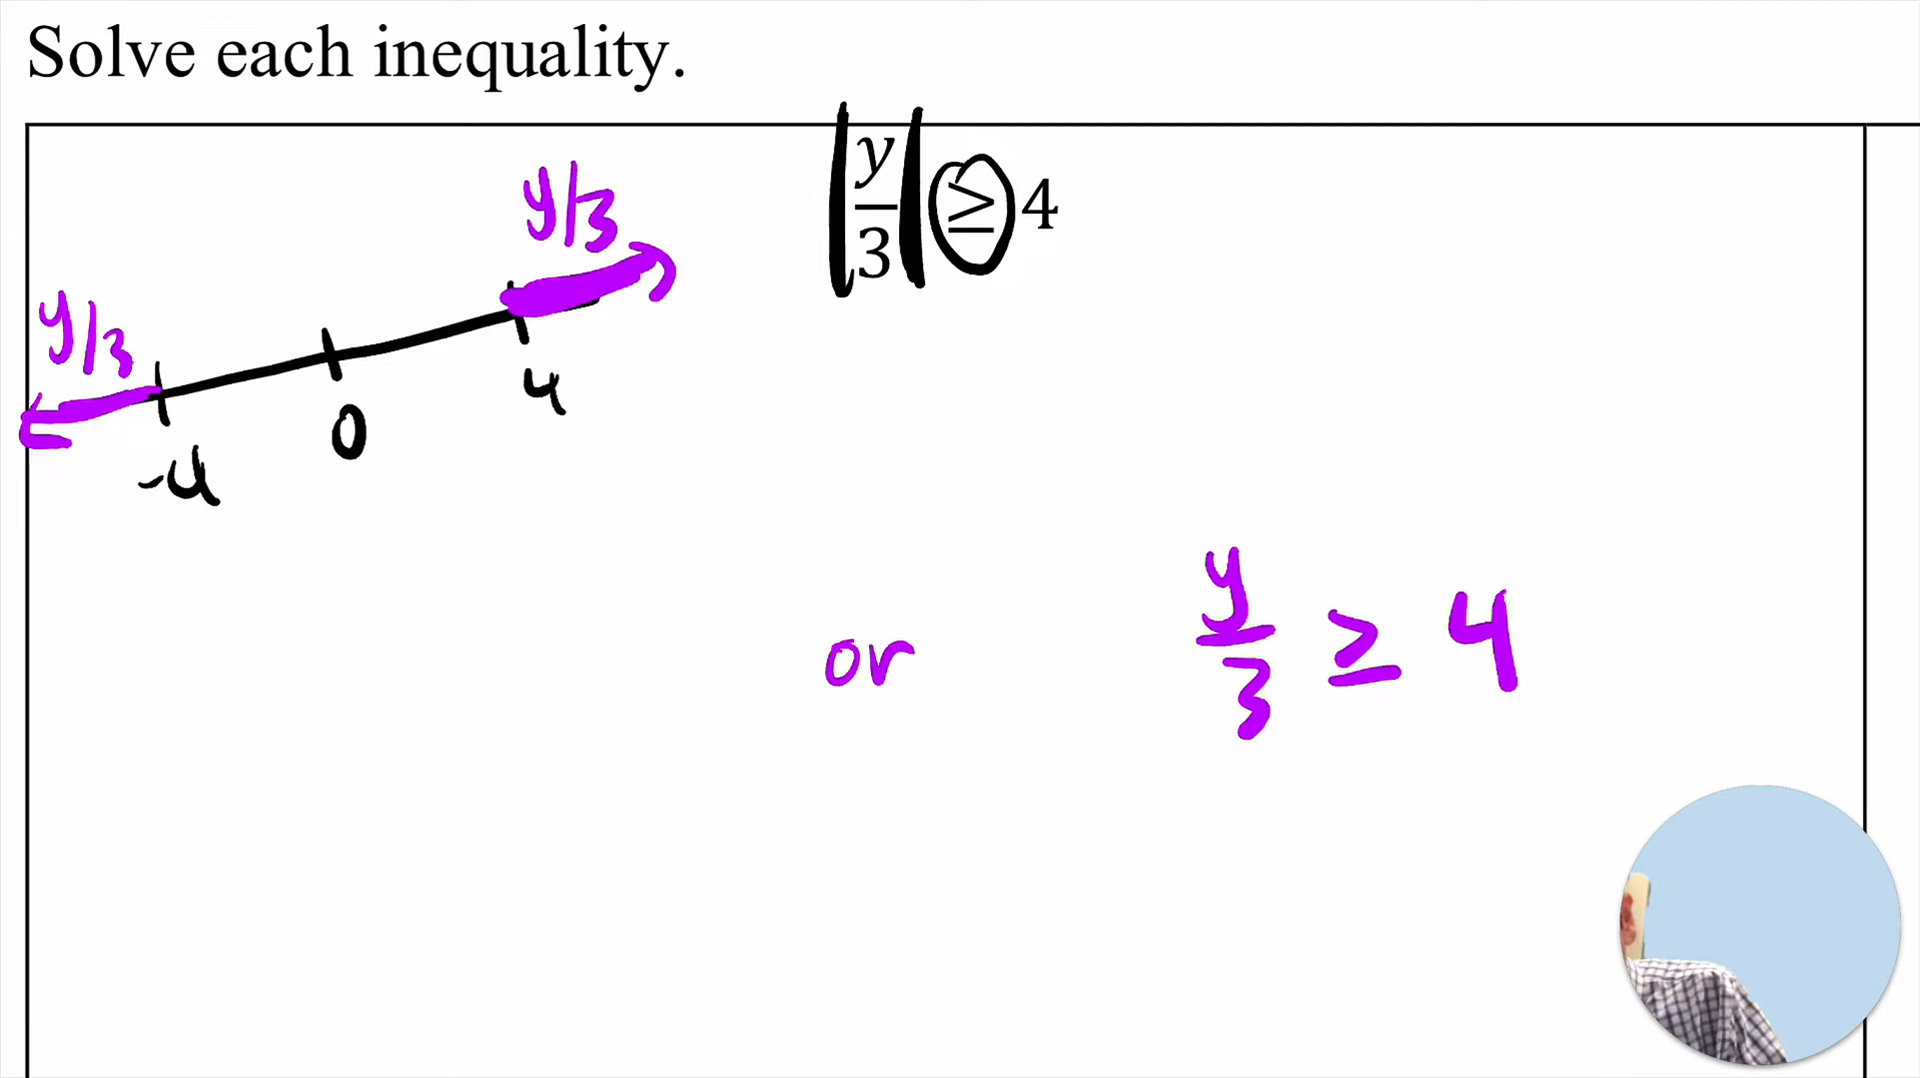 Solve each inequality.
|y/3| ≥ 4
y/3
y/3
-4 0 4
or y/3 ≥ 4